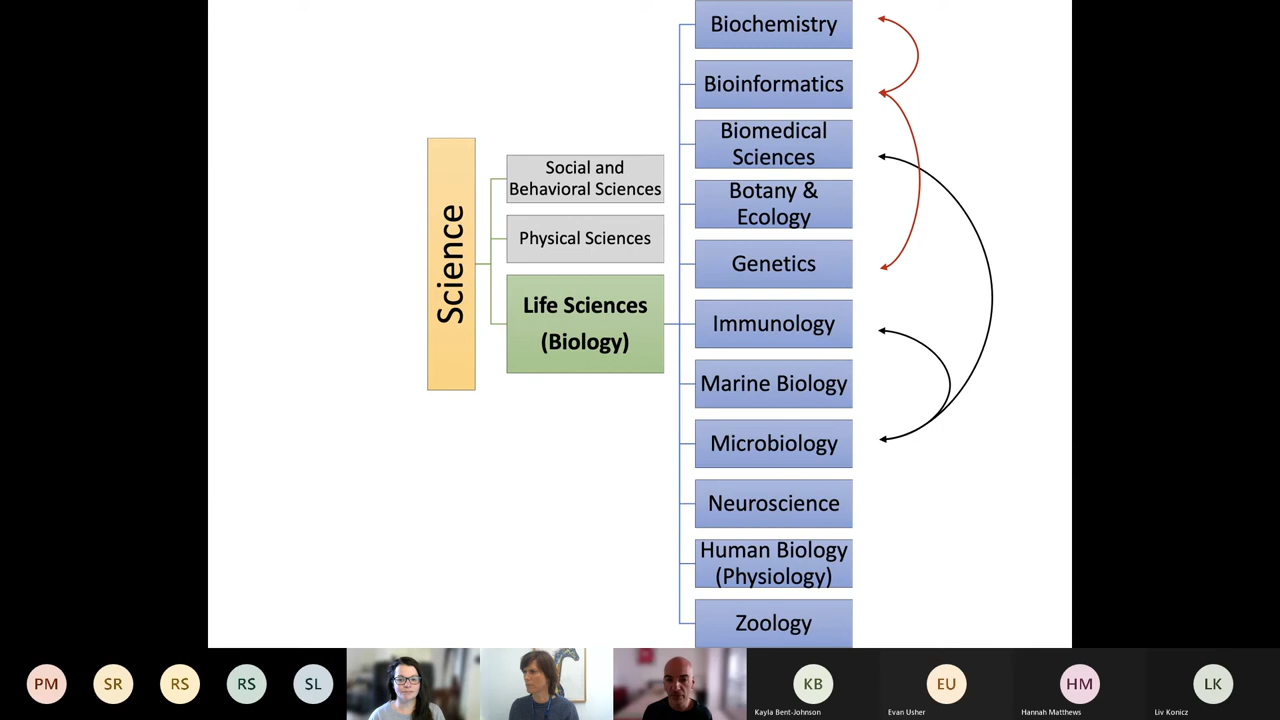 Science
Social and
Behavioral Sciences
Physical Sciences
Life Sciences
(Biology)
Biochemistry
Bioinformatics
Biomedical
Sciences
Botany &
Ecology
Genetics
Immunology
Marine Biology
Microbiology
Neuroscience
Human Biology
(Physiology)
Zoology
PM
SR
RS
RS
SL
KB
Kayla Bent-Johnson
EU
Evan Usher
HM
Hannah Matthews
LK
Liv Konicz